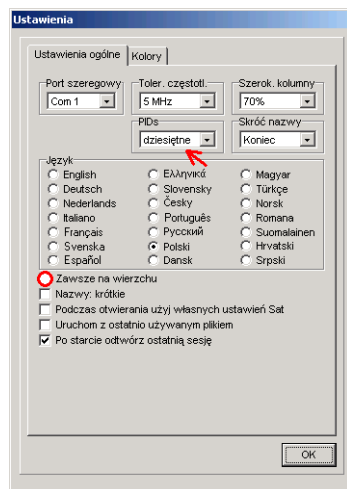 Ustawienia
Ustawienia ogólne Kolory
Port szeregowy Toler. częstotl. Szerok. kolumny
Com 1 5 MHz 70%
PIDs Skróć nazwy
dziesiętne Koniec
Język
English Ελληνικά Magyar
Deutsch Slovensky Türkçe
Nederlands Česky Norsk
Italiano Português Romana
Français Русский Suomalainen
Svenska Polski Hrvatski
Español Dansk Srpski
Zawsze na wierzchu
Nazwy: krótkie
Podczas otwierania użyj własnych ustawień Sat
Uruchom z ostatnio używanym plikiem
Po starcie odtwórz ostatnią sesję
OK